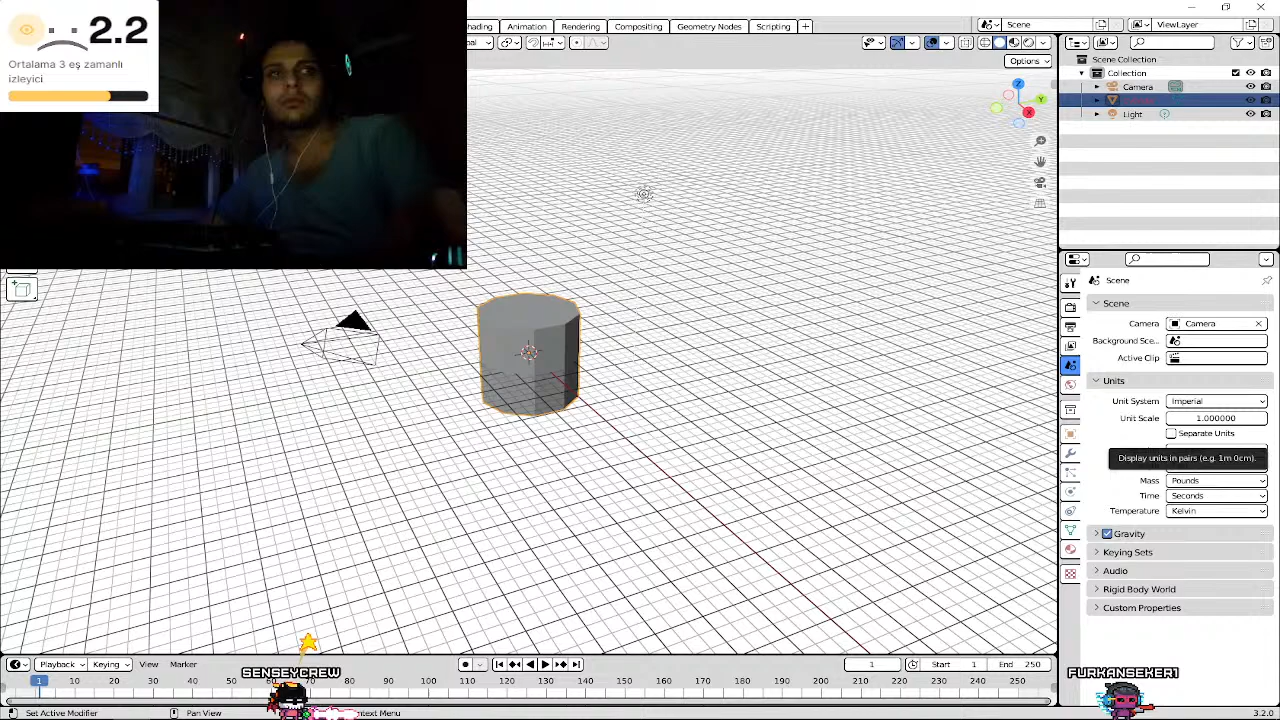 2.2
Ortalama 3 eş zamanlı
izleyici
Animation
Rendering
Compositing
Geometry Nodes
Scripting
Scene
ViewLayer
Options
Scene Collection
Collection
Camera
Light
Z
Y
X
Scene
Scene
Camera
Camera
Background Sce...
Active Clip
Units
Unit System
Imperial
Unit Scale
1.000000
Separate Units
Display units in pairs (e.g. 1m 0cm).
Mass
Pounds
Time
Seconds
Temperature
Kelvin
Gravity
Keying Sets
Audio
Rigid Body World
Custom Properties
Playback
Keying
View
Marker
Start
1
End
250
SENSEYCREW
FURKANSEKER1
1 10 20 30 40 50 60 70 80 90 100 110 120 130 140 150 160 170 180 190 200 210 220 230 240 250
Set Active Modifier
Pan View
text Menu
3.2.0